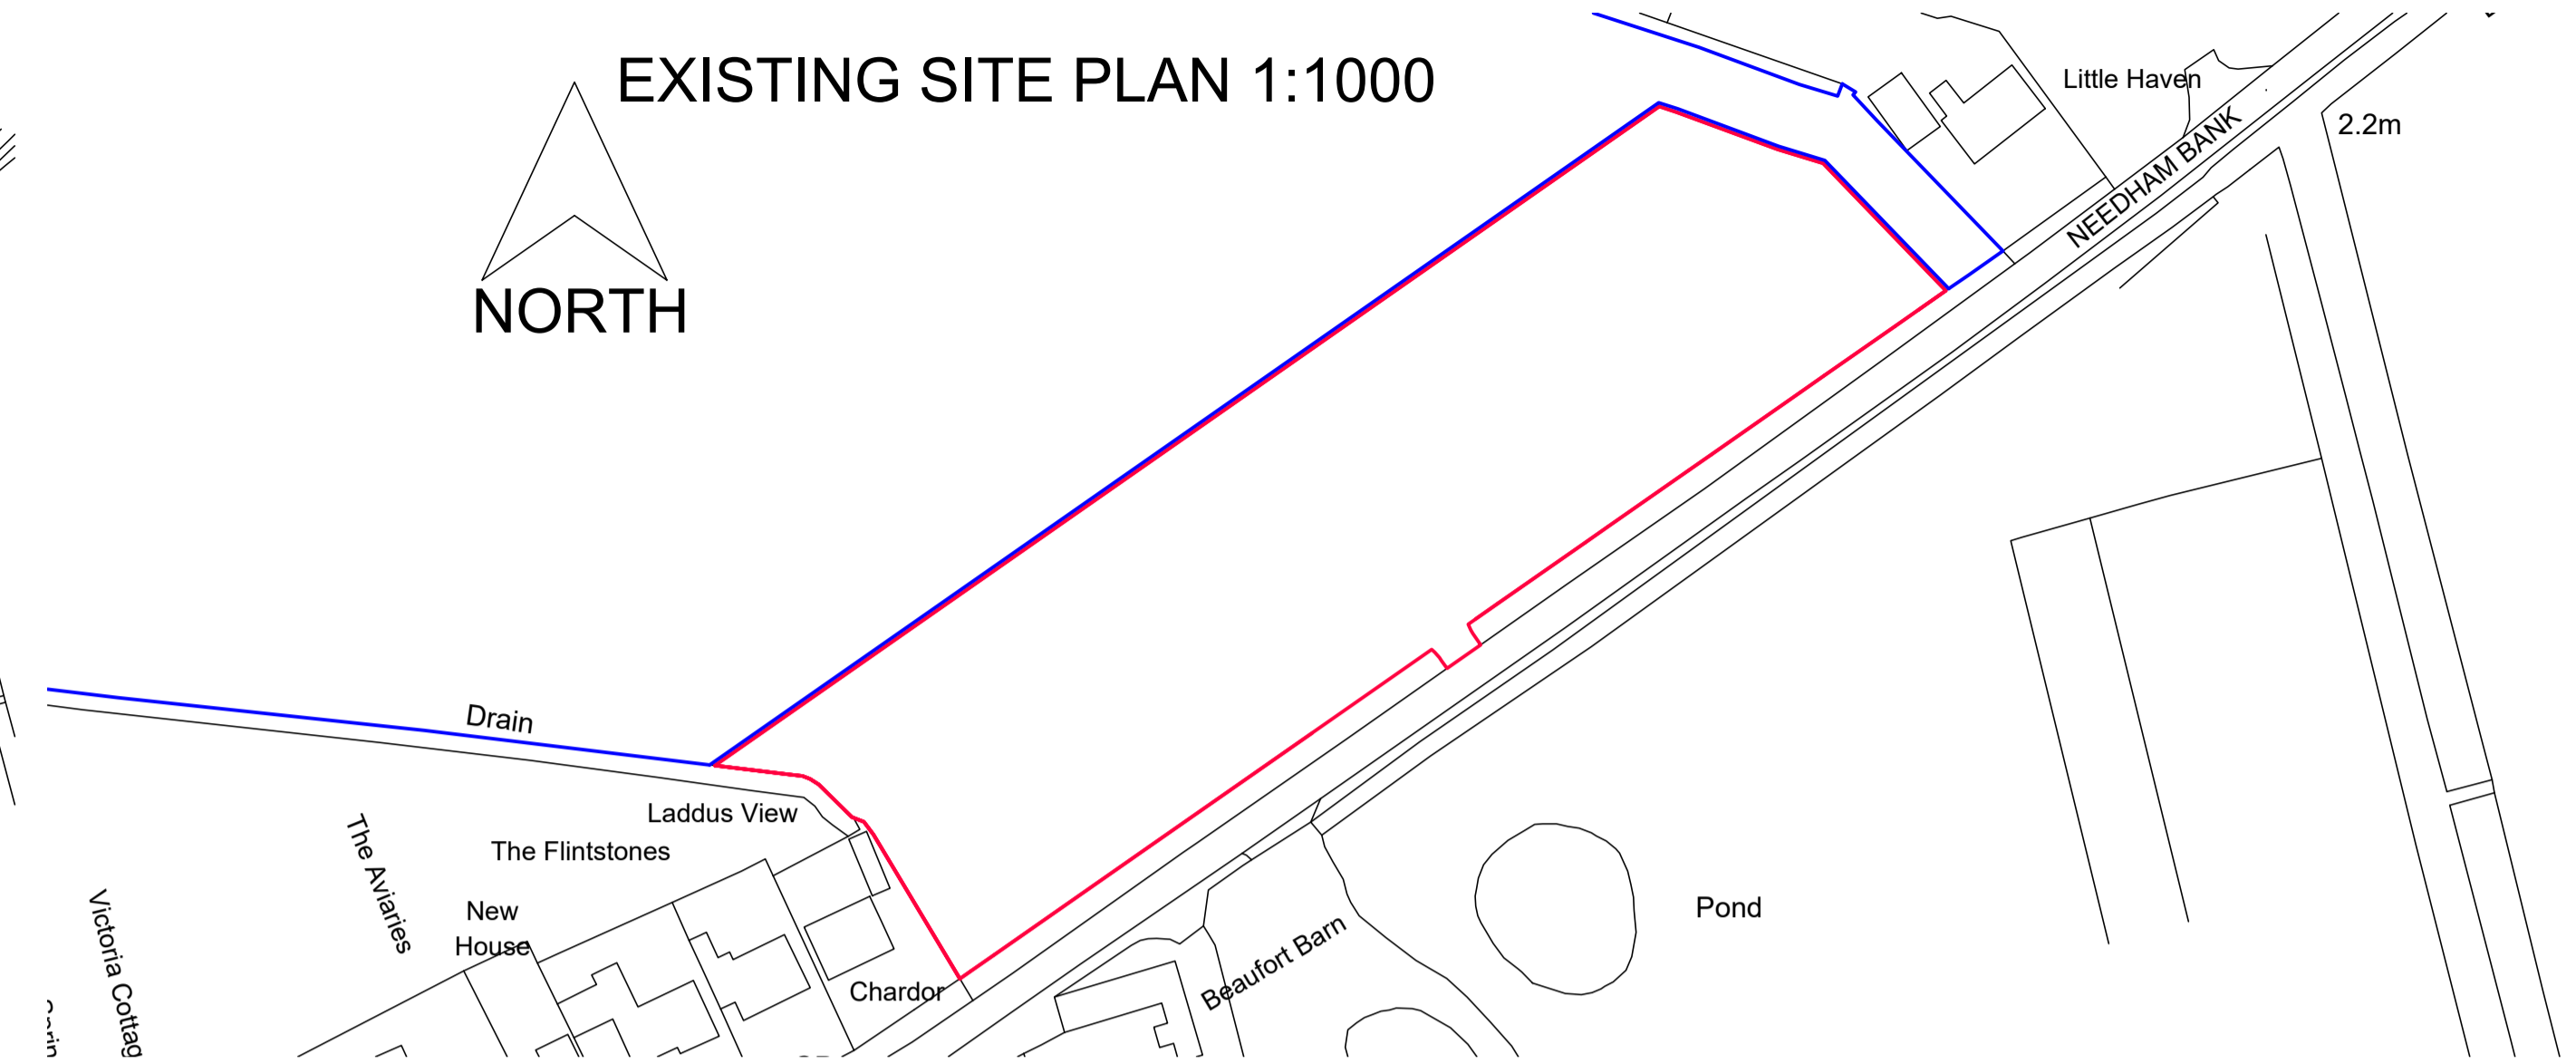 EXISTING SITE PLAN 1:1000
Little Haven
2.2m
NEEDHAM BANK
NORTH
Drain
Laddus View
The Flintstones
The Aviaries
New
House
Victoria Cottag
Pond
Beaufort Barn
Chardor